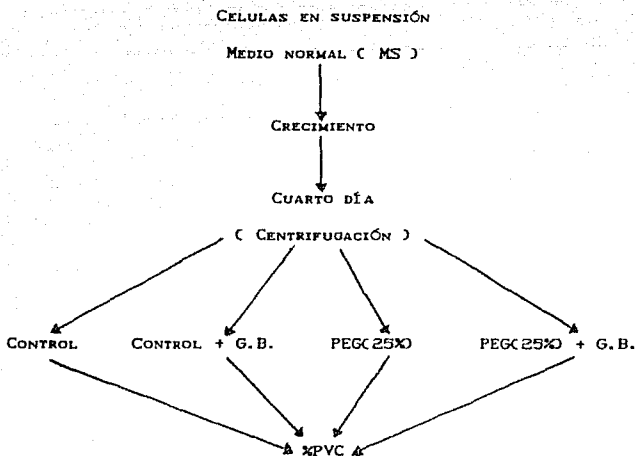 CELULAS EN SUSPENSIÓN
MEDIO NORMAL ( MS )
CRECIMIENTO
CUARTO DÍA
( CENTRIFUGACIÓN )
CONTROL CONTROL + G.B. PEG(25%) PEG(25%) + G.B.
%PVC